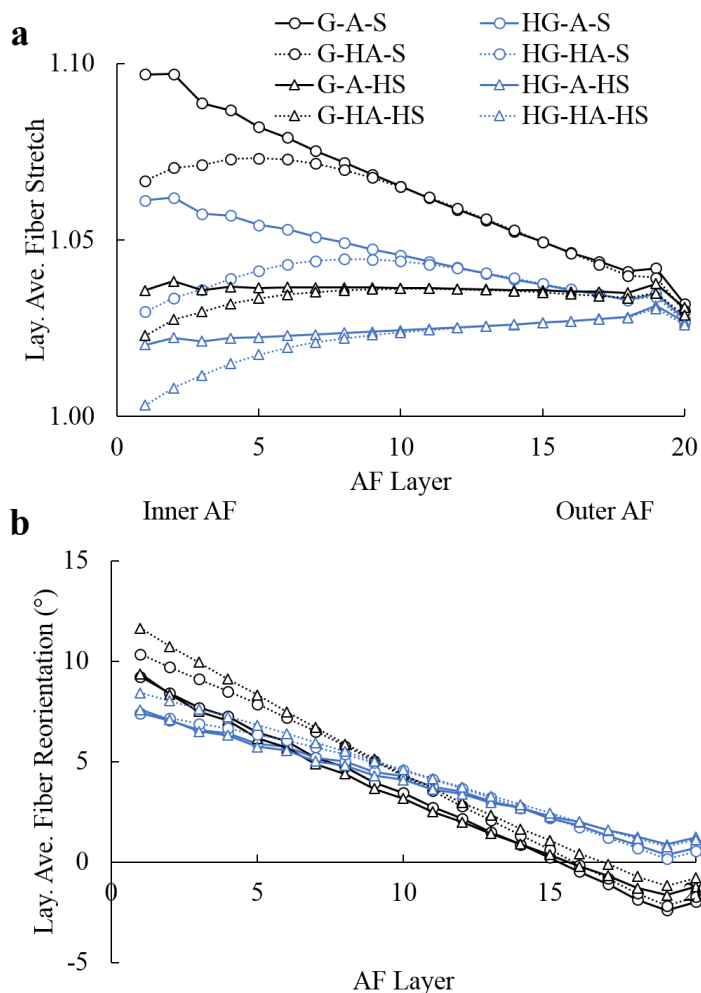 a
G-A-S HG-A-S
G-HA-S HG-HA-S
G-A-HS HG-A-HS
G-HA-HS HG-HA-HS
1.10
1.05
1.00
Lay. Ave. Fiber Stretch
0 5 10 15 20
AF Layer
Inner AF Outer AF
b
15
10
5
0
-5
Lay. Ave. Fiber Reorientation (°)
0 5 10 15 20
AF Layer